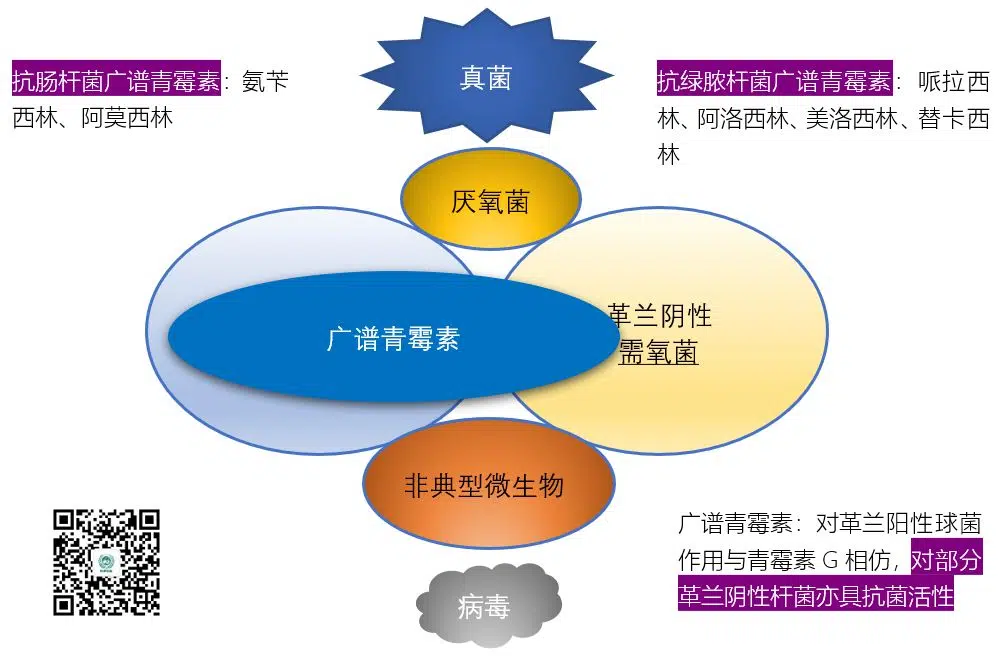 抗肠杆菌广谱青霉素：氨苄
西林、阿莫西林
真菌
抗绿脓杆菌广谱青霉素：哌拉西
林、阿洛西林、美洛西林、替卡西
林
厌氧菌
广谱青霉素
革兰阴性
需氧菌
非典型微生物
病毒
广谱青霉素：对革兰阳性球菌
作用与青霉素 G 相仿，对部分
革兰阴性杆菌亦具抗菌活性